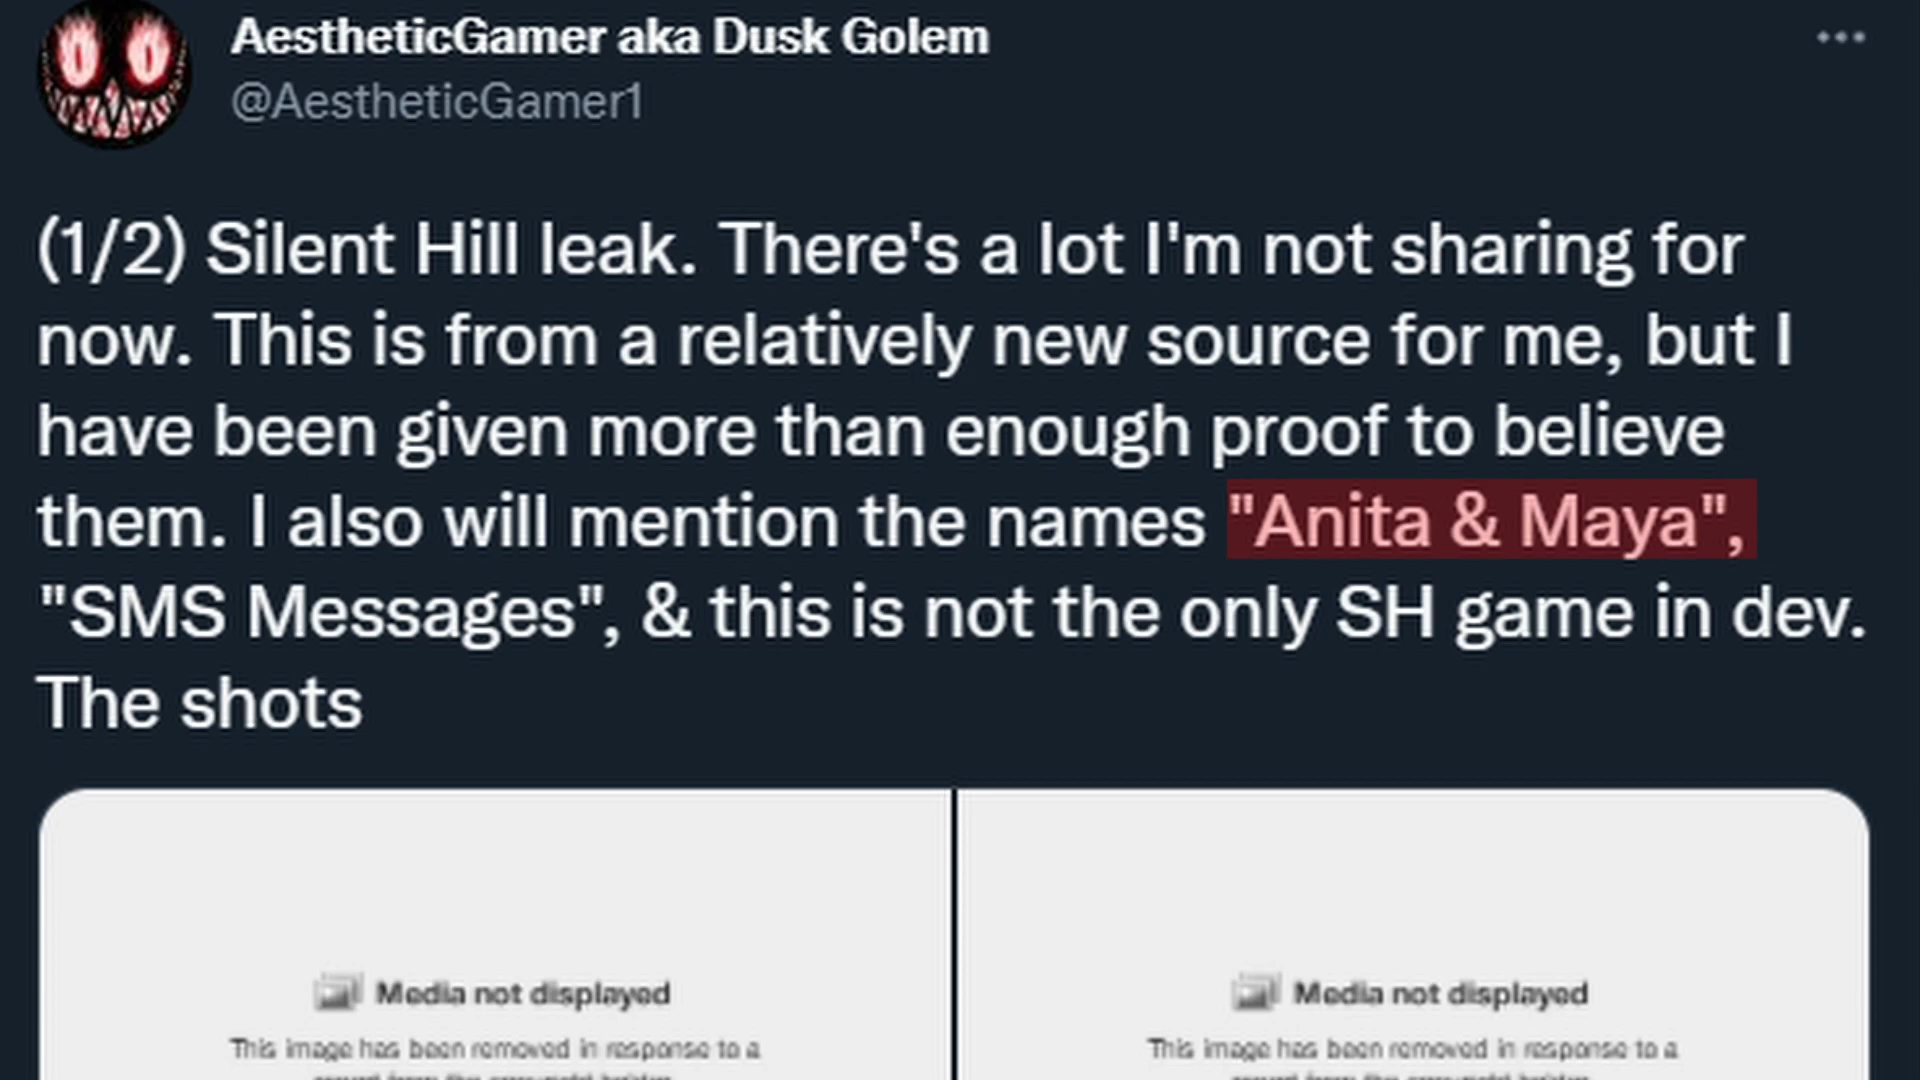 AestheticGamer aka Dusk Golem
@AestheticGamer1
(1/2) Silent Hill leak. There's a lot I'm not sharing for
now. This is from a relatively new source for me, but I
have been given more than enough proof to believe
them. I also will mention the names "Anita & Maya",
"SMS Messages", & this is not the only SH game in dev.
The shots
Media not displayed
This image has been removed in response to a
Media not displayed
This image has been removed in response to a